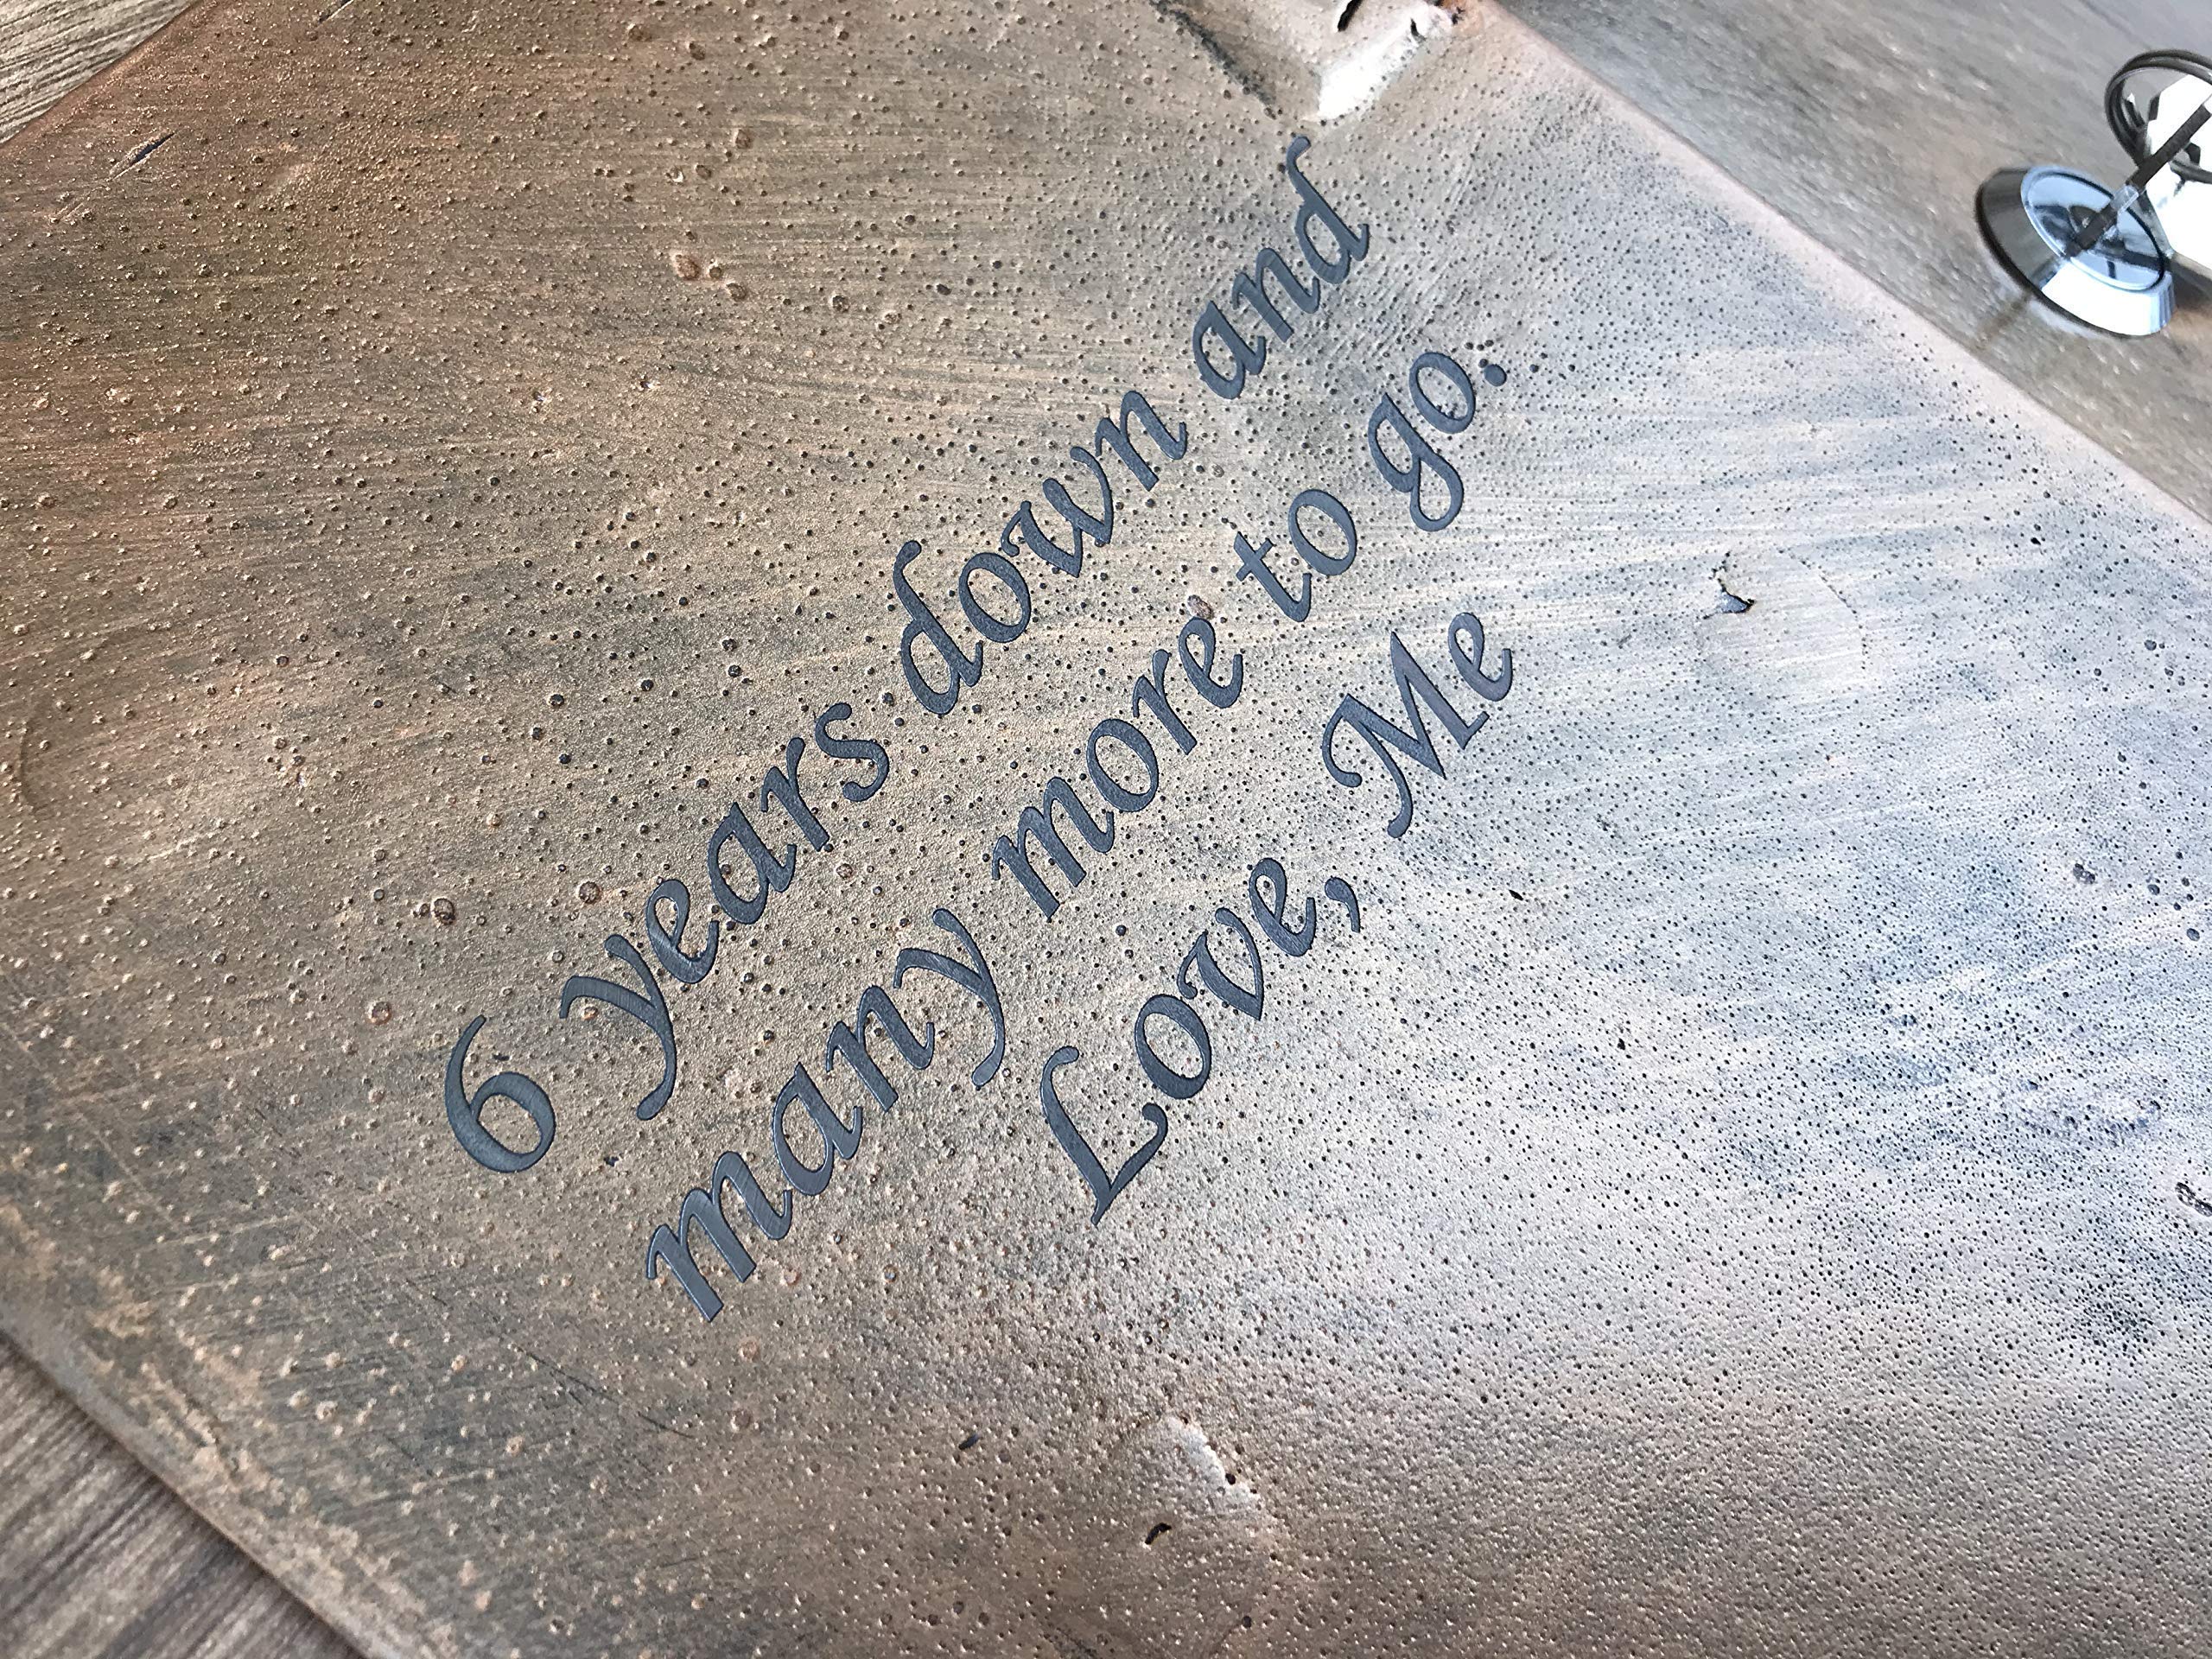 6 years down and
many more to go.
Love, Me